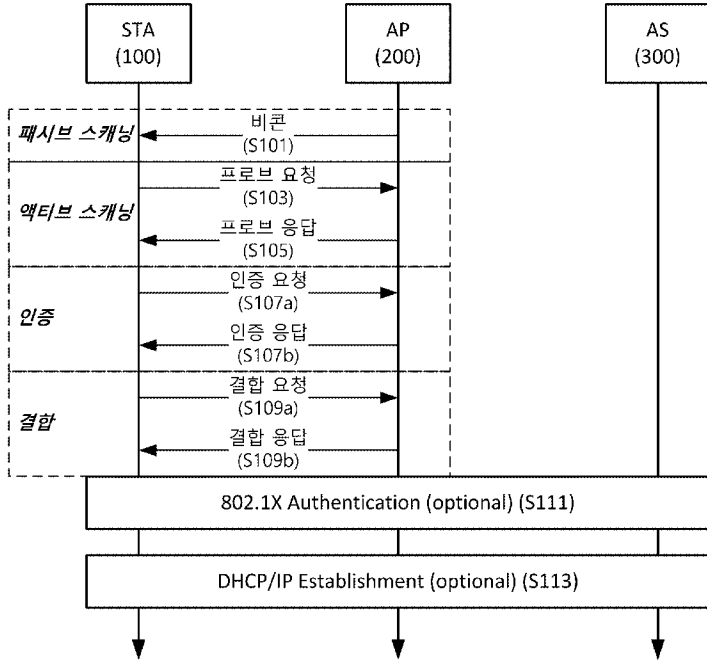 STA
(100)
AP
(200)
AS
(300)
패시브 스캐닝
비콘
(S101)
액티브 스캐닝
프로브 요청
(S103)
프로브 응답
(S105)
인증
인증 요청
(S107a)
인증 응답
(S107b)
결합
결합 요청
(S109a)
결합 응답
(S109b)
802.1X Authentication (optional) (S111)
DHCP/IP Establishment (optional) (S113)